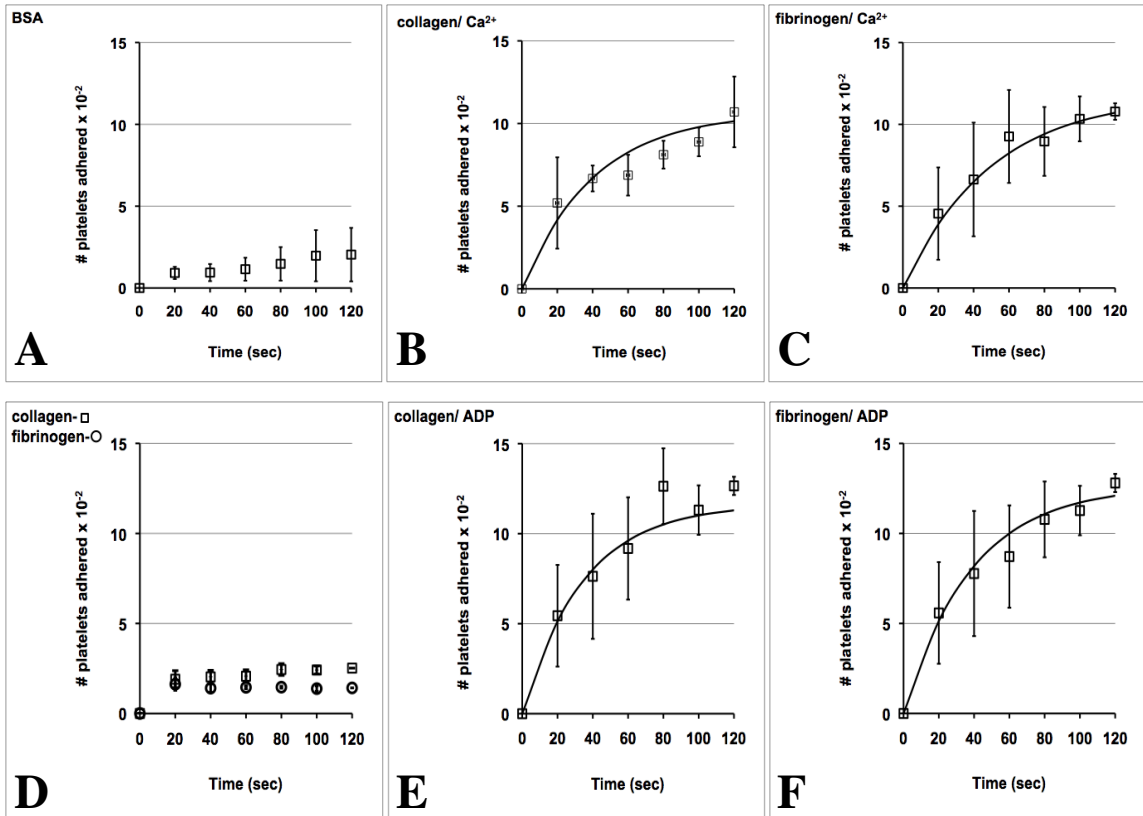 BSA
# platelets adhered x 10-2
15
10
5
0
0 20 40 60 80 100 120
Time (sec)
A
collagen/ Ca2+
# platelets adhered x 10-2
15
10
5
0
0 20 40 60 80 100 120
Time (sec)
B
fibrinogen/ Ca2+
# platelets adhered x 10-2
15
10
5
0
0 20 40 60 80 100 120
Time (sec)
C
collagen-
fibrinogen-
# platelets adhered x 10-2
15
10
5
0
0 20 40 60 80 100 120
Time (sec)
D
collagen/ ADP
# platelets adhered x 10-2
15
10
5
0
0 20 40 60 80 100 120
Time (sec)
E
fibrinogen/ ADP
# platelets adhered x 10-2
15
10
5
0
0 20 40 60 80 100 120
Time (sec)
F